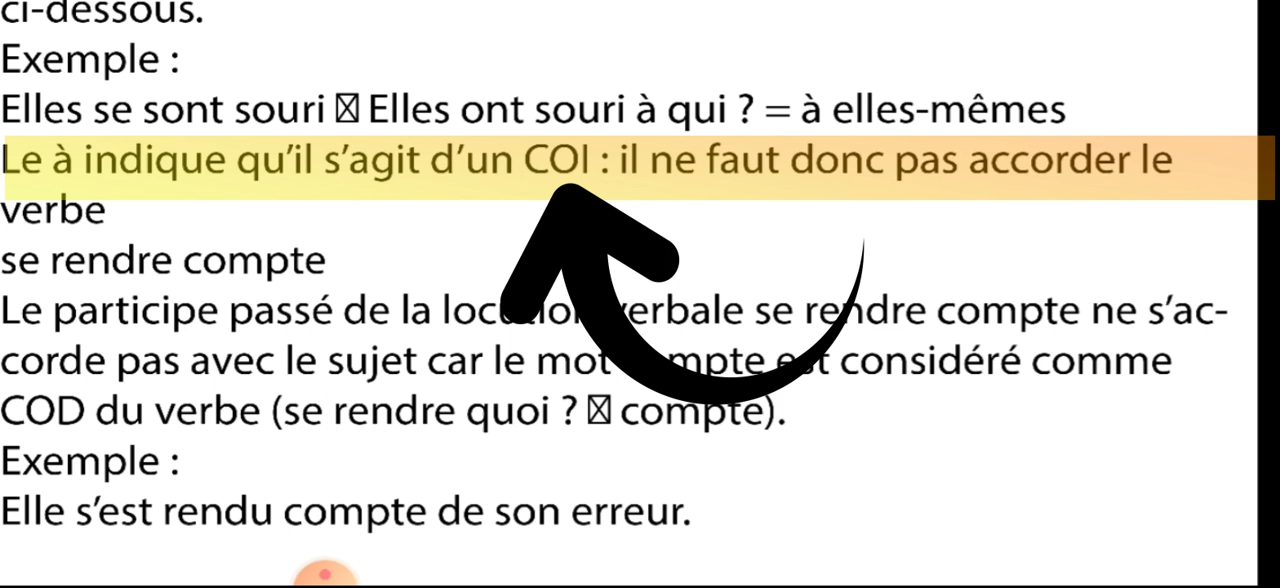 ci-dessous.
Exemple :
Elles se sont souri Elles ont souri à qui ? = à elles-mêmes
Le à indique qu’il s’agit d’un COI : il ne faut donc pas accorder le
verbe
se rendre compte
Le participe passé de la locution verbale se rendre compte ne s’ac-
corde pas avec le sujet car le mot compte est considéré comme
COD du verbe (se rendre quoi ? compte).
Exemple :
Elle s’est rendu compte de son erreur.